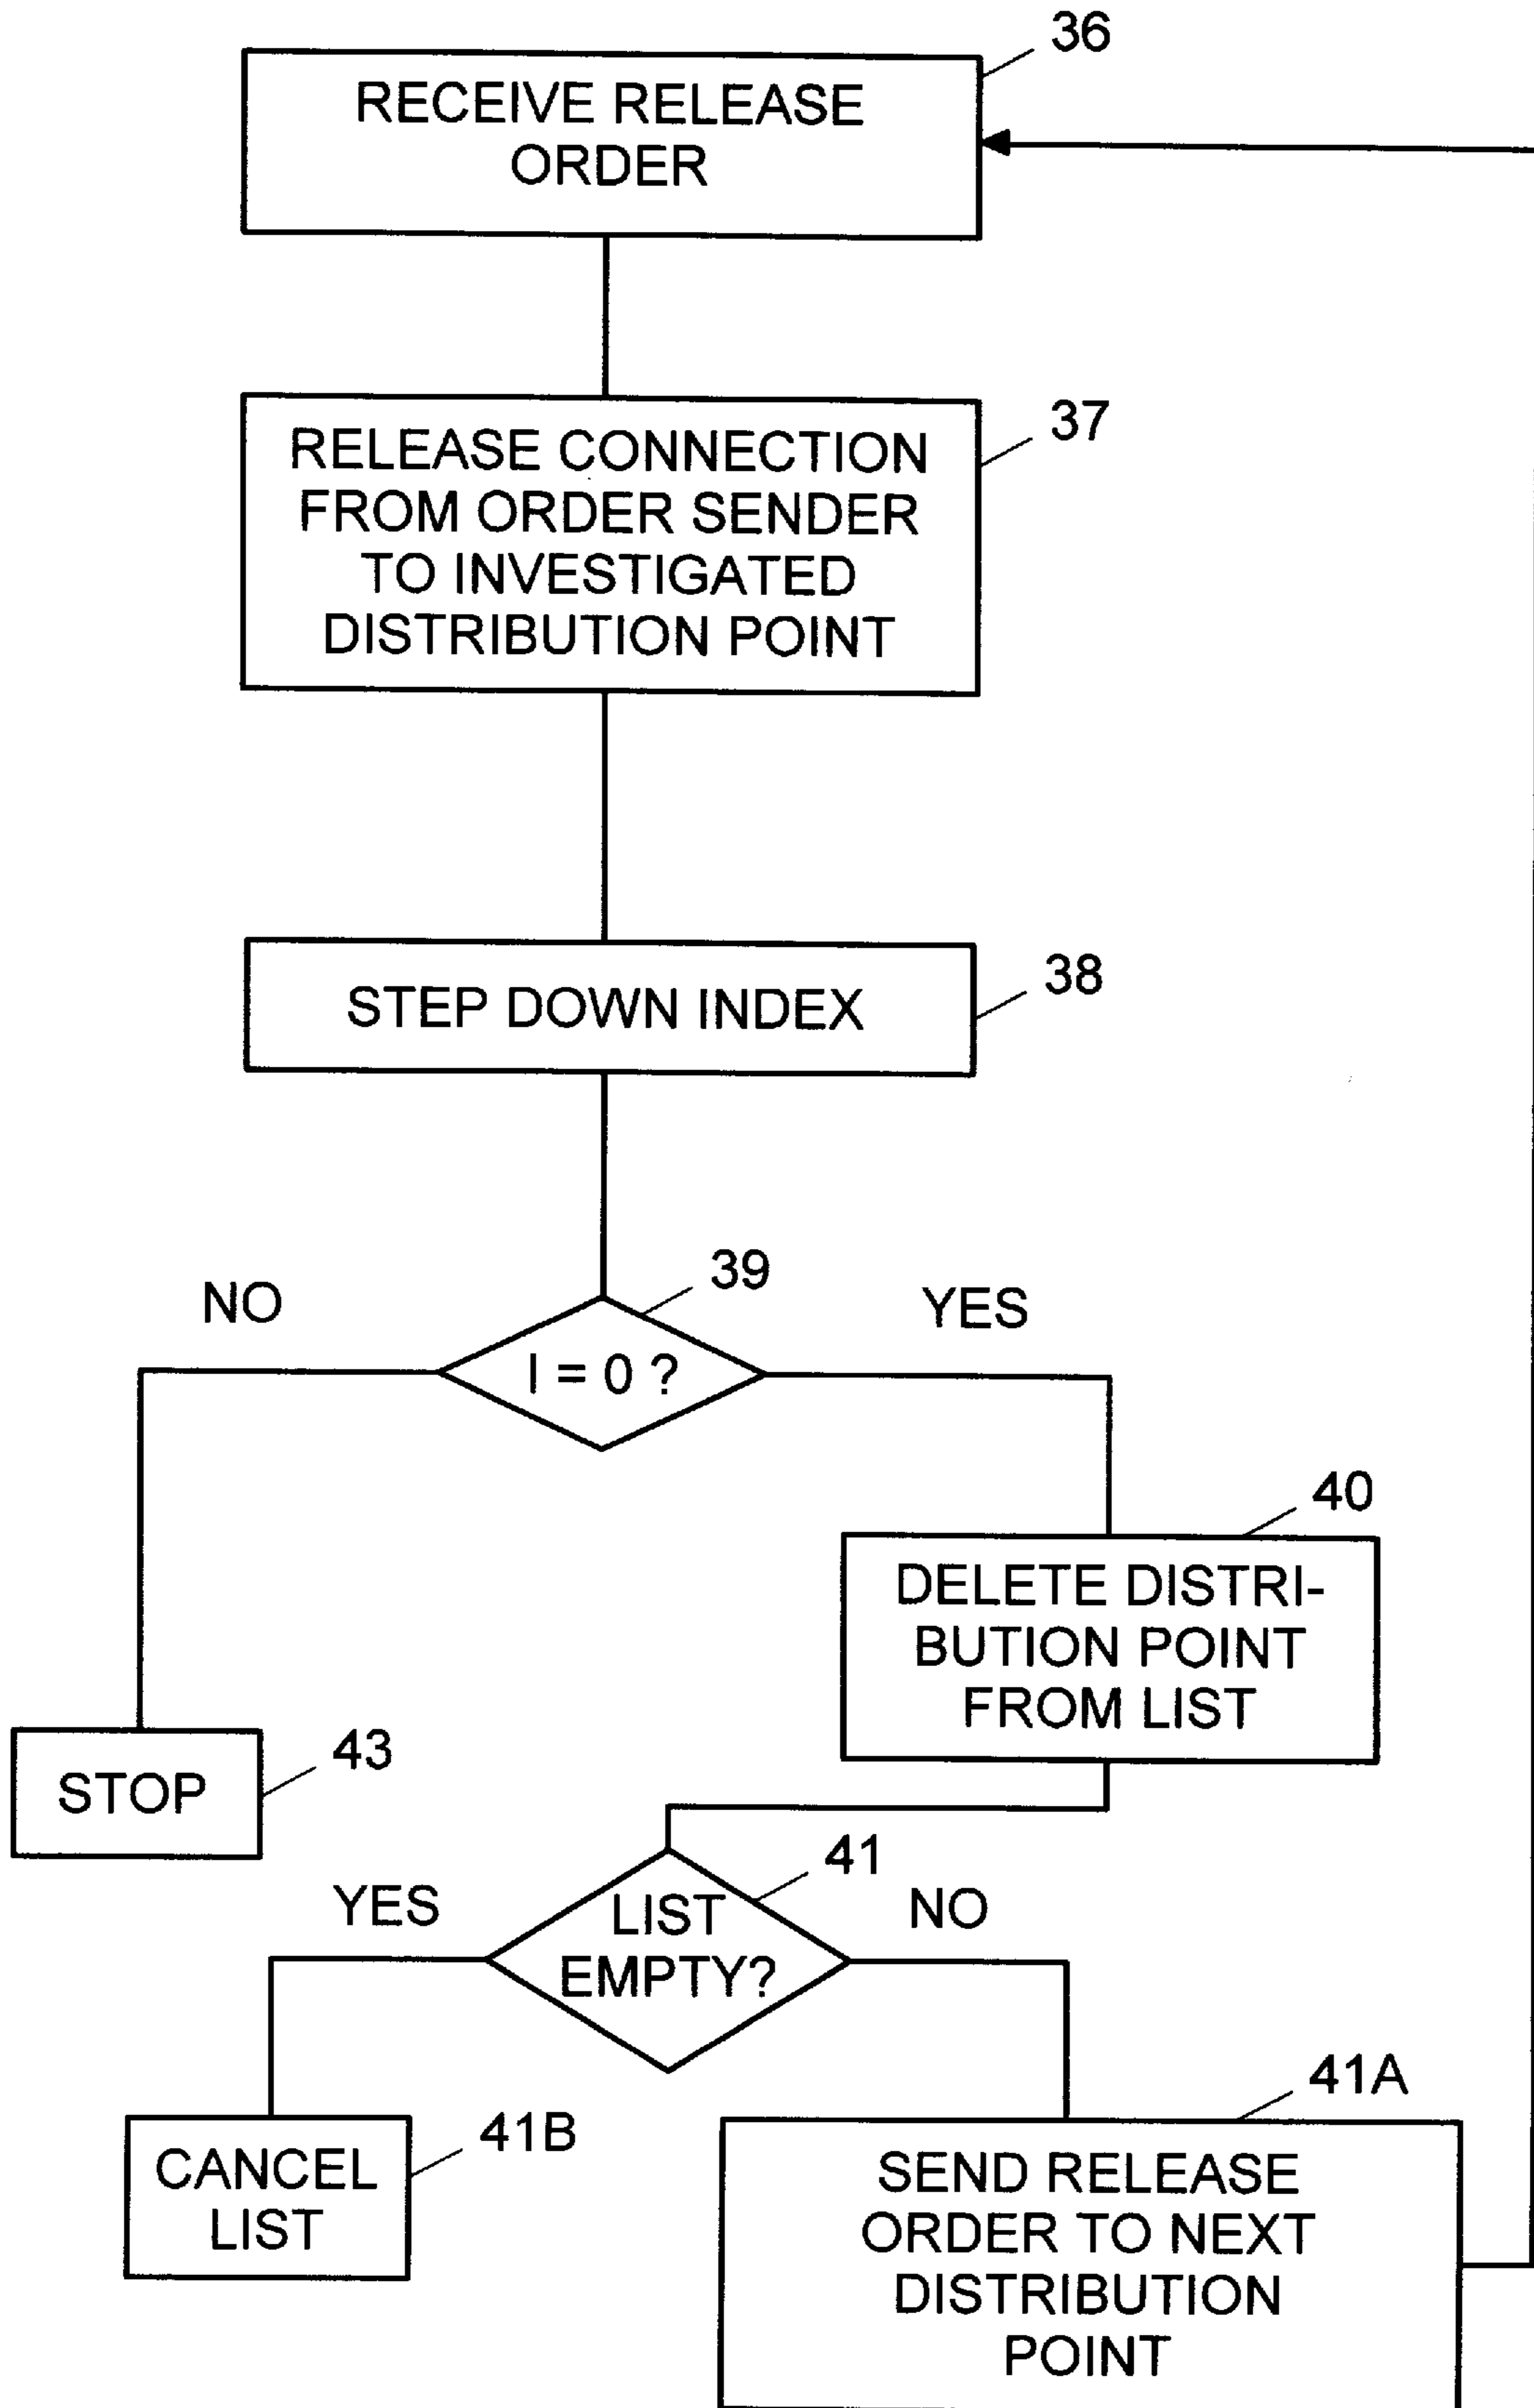 36
RECEIVE RELEASE
ORDER
37
RELEASE CONNECTION
FROM ORDER SENDER
TO INVESTIGATED
DISTRIBUTION POINT
38
STEP DOWN INDEX
39
NO
YES
I = 0 ?
40
DELETE DISTRI-
BUTION POINT
FROM LIST
43
STOP
41
YES
NO
LIST
EMPTY?
41A
41B
CANCEL
LIST
SEND RELEASE
ORDER TO NEXT
DISTRIBUTION
POINT